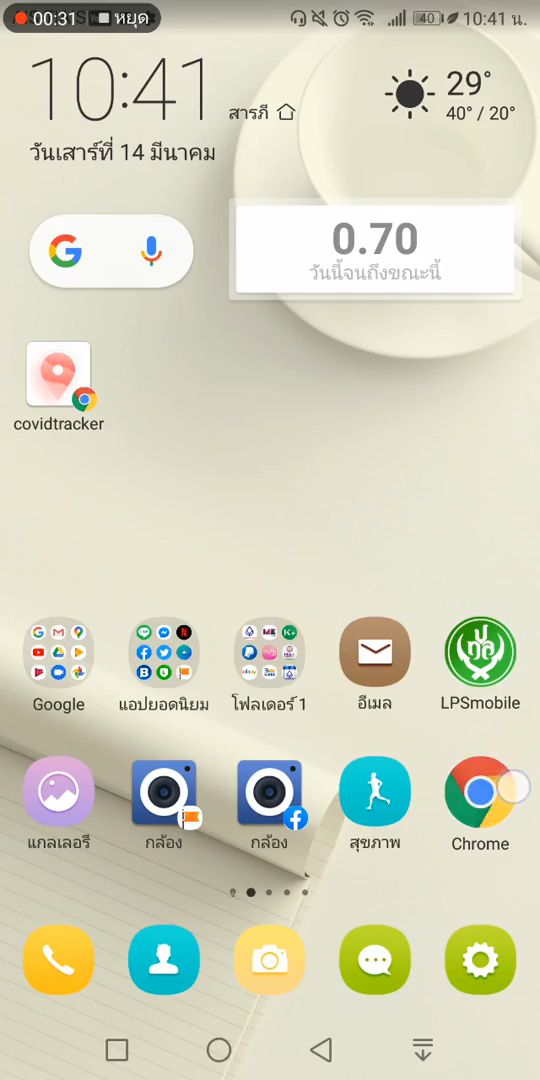 00:31 หยุด
40 10:41 น.
10:41
สารภี
29°
40° / 20°
วันเสาร์ที่ 14 มีนาคม
0.70
วันนี้จนถึงขณะนี้
covidtracker
Google
แอปยอดนิยม
โฟลเดอร์ 1
อีเมล
LPSmobile
แกลเลอรี
กล้อง
กล้อง
สุขภาพ
Chrome